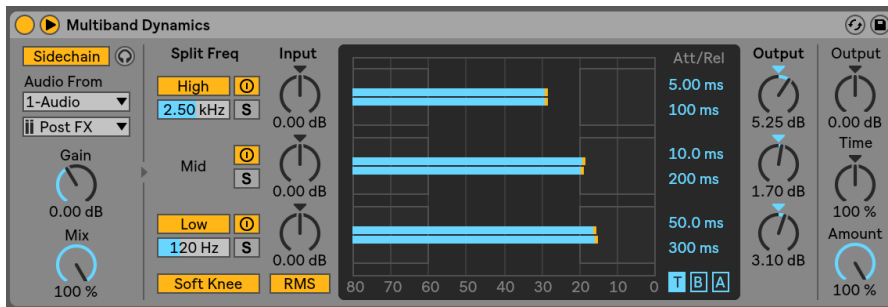 Multiband Dynamics
Sidechain
Audio From
1-Audio
Post FX
Gain
0.00 dB
Mix
100 %
Split Freq
High
2.50 kHz
S
Mid
S
Low
120 Hz
S
Soft Knee
Input
0.00 dB
0.00 dB
0.00 dB
RMS
80 70 60 50 40 30 20 10 0
Att/Rel
5.00 ms
100 ms
10.0 ms
200 ms
50.0 ms
300 ms
T B A
Output
5.25 dB
1.70 dB
3.10 dB
Output
0.00 dB
Time
100 %
Amount
100 %